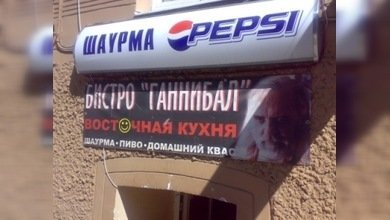 ШАУРМА PEPSI
БИСТРО "ГАННИБАЛ"
ВОСТОЧНАЯ КУХНЯ
ШАУРМА • ПИВО • ДОМАШНИЙ КВАС